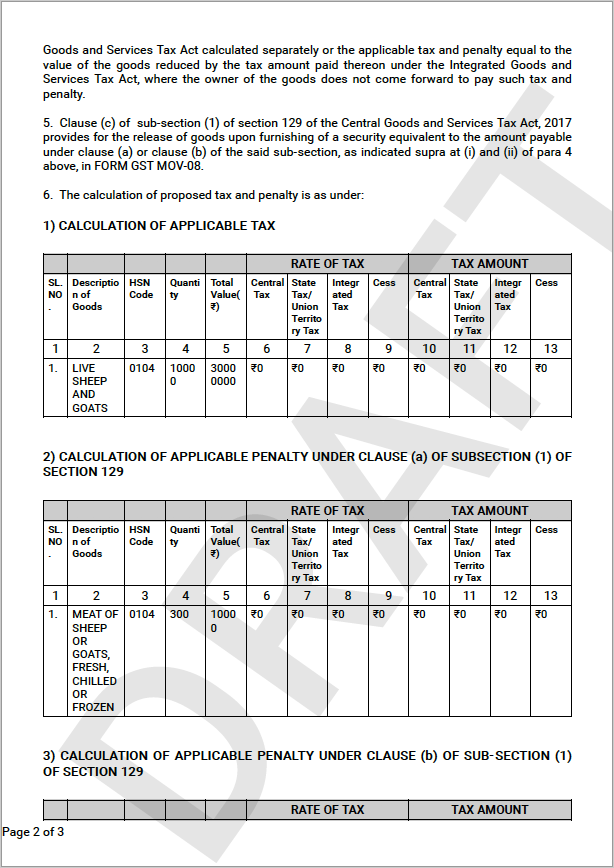 Goods and Services Tax Act calculated separately or the applicable tax and penalty equal to the
value of the goods reduced by the tax amount paid thereon under the Integrated Goods and
Services Tax Act, where the owner of the goods does not come forward to pay such tax and
penalty.
5. Clause (c) of sub-section (1) of section 129 of the Central Goods and Services Tax Act, 2017
provides for the release of goods upon furnishing of a security equivalent to the amount payable
under clause (a) or clause (b) of the said sub-section, as indicated supra at (i) and (ii) of para 4
above, in FORM GST MOV-08.
6. The calculation of proposed tax and penalty is as under:
1) CALCULATION OF APPLICABLE TAX
RATE OF TAX TAX AMOUNT
SL. Descriptio HSN Quanti Total Central State Integr Cess Central State Integr Cess
NO n of Code ty Value( Tax Tax/ ated Tax Tax/ ated
. Goods ₹) Union Tax Union Tax
Territo Territo
ry Tax ry Tax
1 2 3 4 5 6 7 8 9 10 11 12 13
1. LIVE 0104 1000 3000 ₹0 ₹0 ₹0 ₹0 ₹0 ₹0 ₹0 ₹0
SHEEP 0 0000
AND
GOATS
2) CALCULATION OF APPLICABLE PENALTY UNDER CLAUSE (a) OF SUBSECTION (1) OF
SECTION 129
RATE OF TAX TAX AMOUNT
SL. Descriptio HSN Quanti Total Central State Integr Cess Central State Integr Cess
NO n of Code ty Value( Tax Tax/ ated Tax Tax/ ated
. Goods ₹) Union Tax Union Tax
Territo Territo
ry Tax ry Tax
1 2 3 4 5 6 7 8 9 10 11 12 13
1. MEAT OF 0104 300 1000 ₹0 ₹0 ₹0 ₹0 ₹0 ₹0 ₹0 ₹0
SHEEP 0
OR
GOATS,
FRESH,
CHILLED
OR
FROZEN
3) CALCULATION OF APPLICABLE PENALTY UNDER CLAUSE (b) OF SUB-SECTION (1)
OF SECTION 129
RATE OF TAX TAX AMOUNT
Page 2 of 3
DRAFT